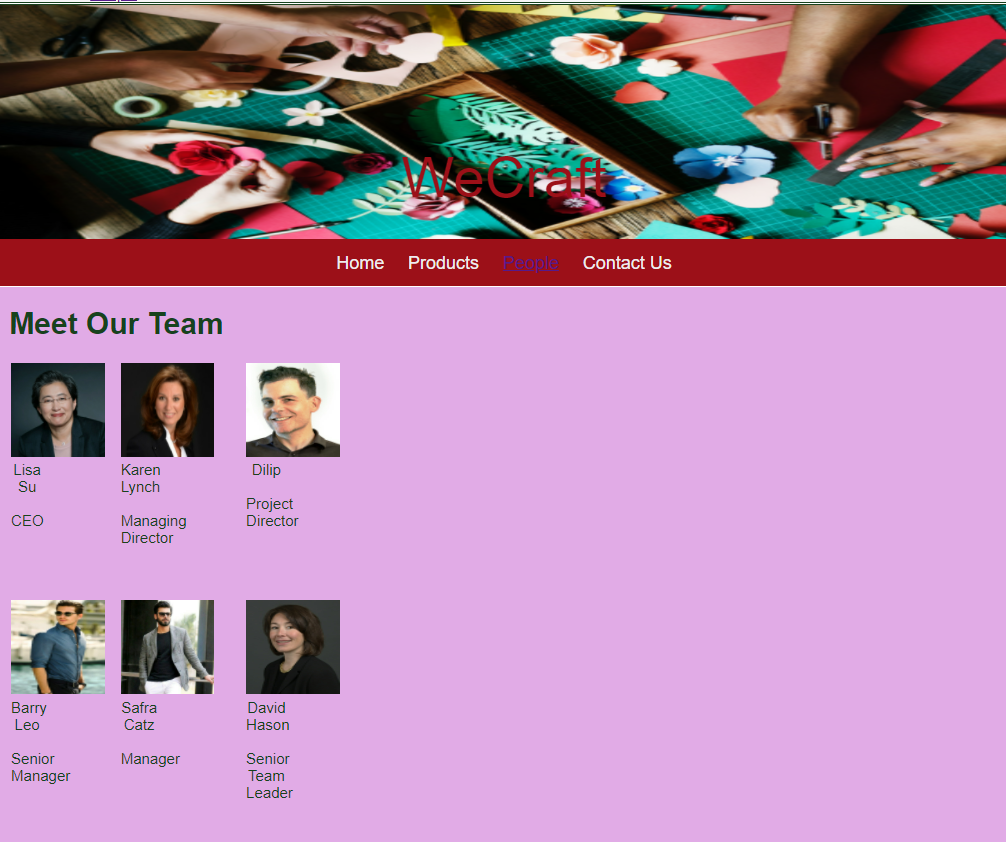 WeCraft
Home Products People Contact Us
Meet Our Team
Lisa
Su
CEO
Karen
Lynch
Managing
Director
Dilip
Project
Director
Barry
Leo
Senior
Manager
Safra
Catz
Manager
David
Hason
Senior
Team
Leader